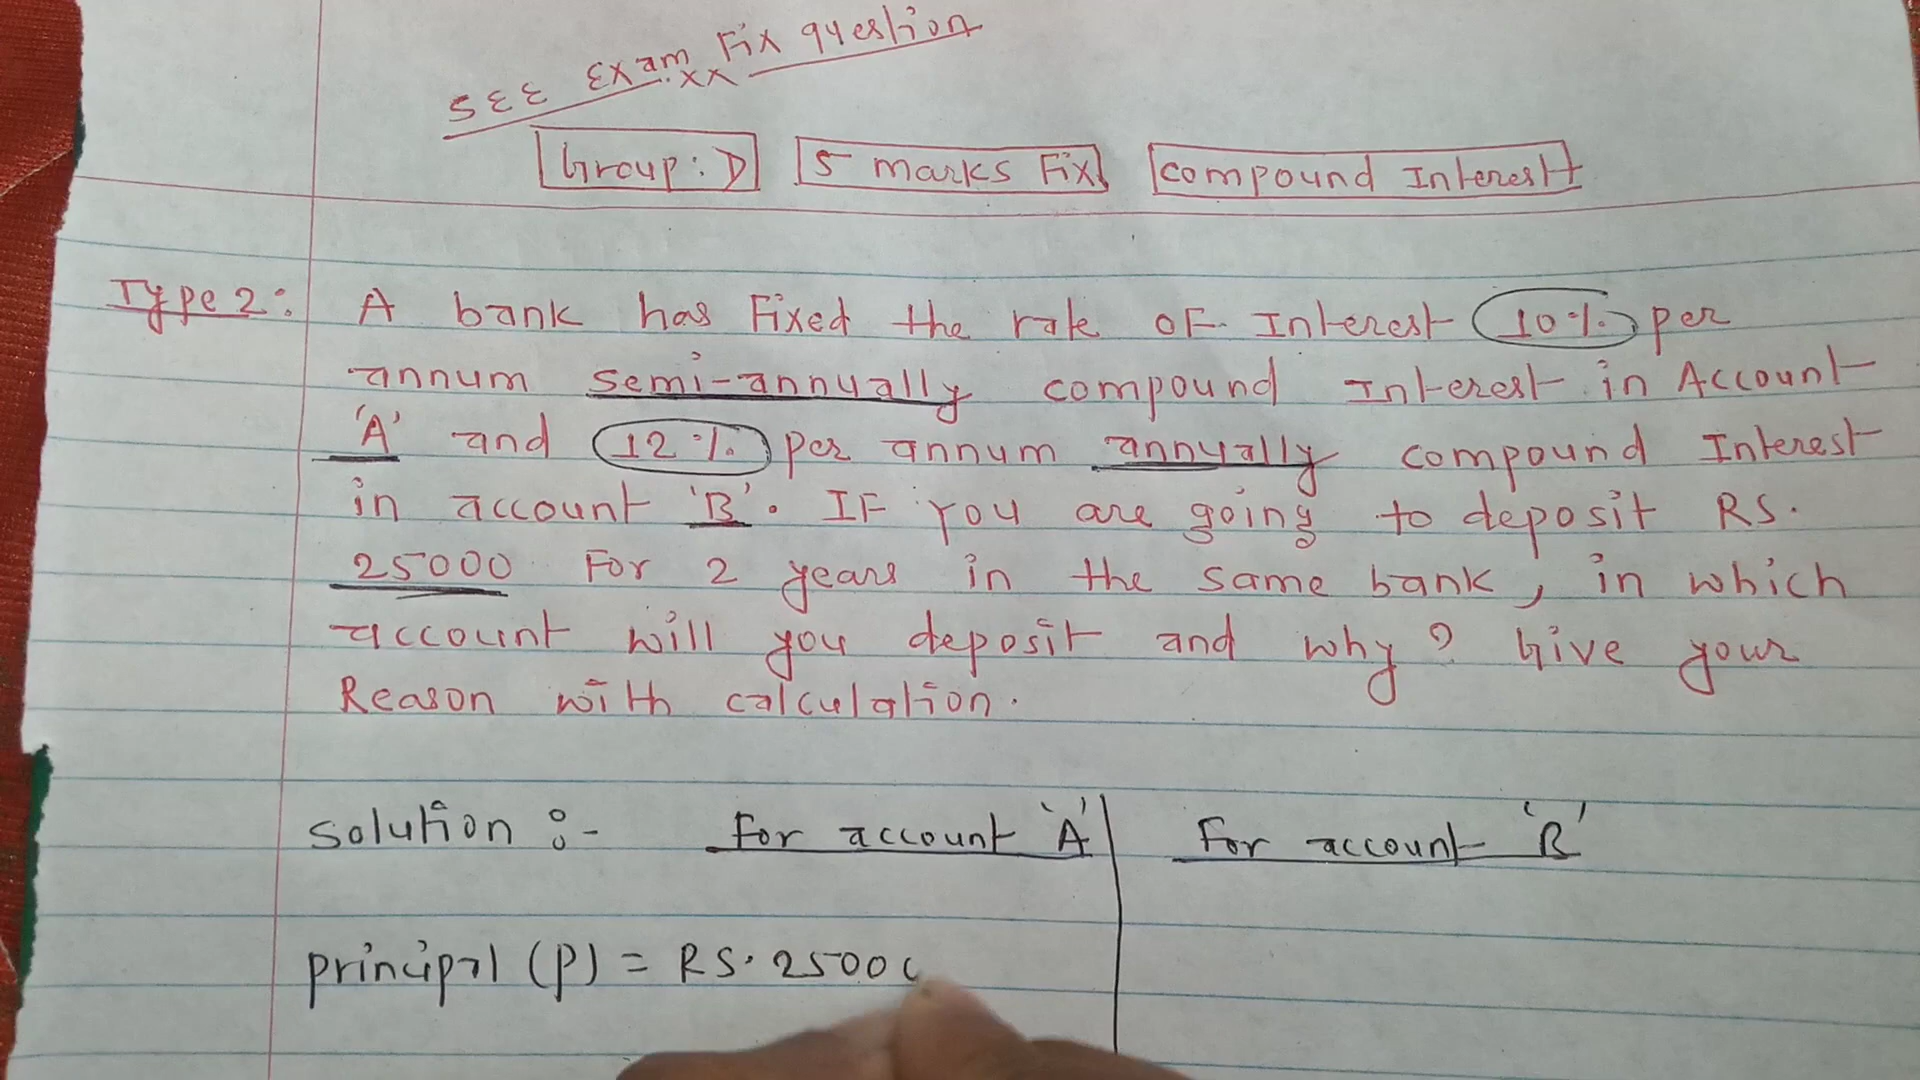 SEE Exam Fix question
xx
Group: D 5 marks Fix compound Interest
Type 2: A bank has Fixed the rate of Interest 10% per
annum semi-annually compound Interest in Account
'A' and 12% per annum annually compound Interest
in account 'B'. IF you are going to deposit RS.
25000 For 2 years in the same bank, in which
account will you deposit and why? Give your
Reason with calculation.
Solution :- For account 'A' For account 'B'
principal (p) = RS. 25000